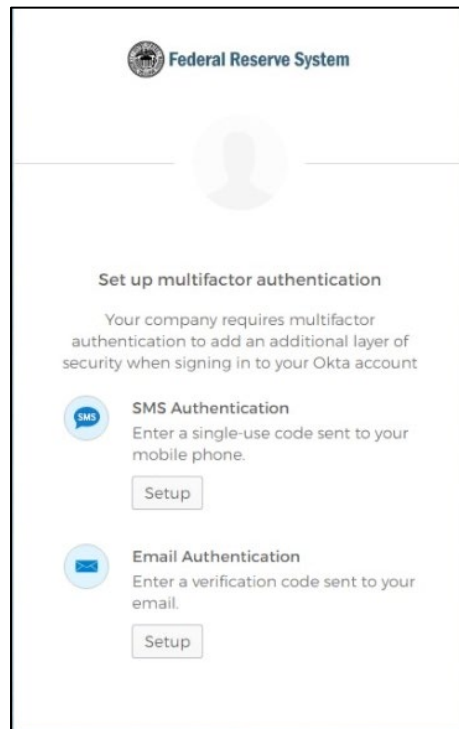 Federal Reserve System
Set up multifactor authentication
Your company requires multifactor
authentication to add an additional layer of
security when signing in to your Okta account
SMS
SMS Authentication
Enter a single-use code sent to your
mobile phone.
Setup
Email Authentication
Enter a verification code sent to your
email.
Setup